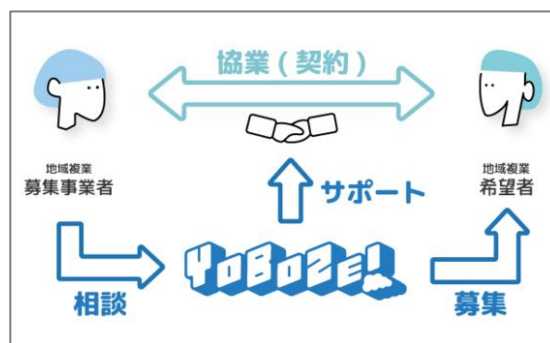 協業(契約)
地域複業
募集事業者
地域複業
希望者
サポート
YOBOZE!
相談
募集